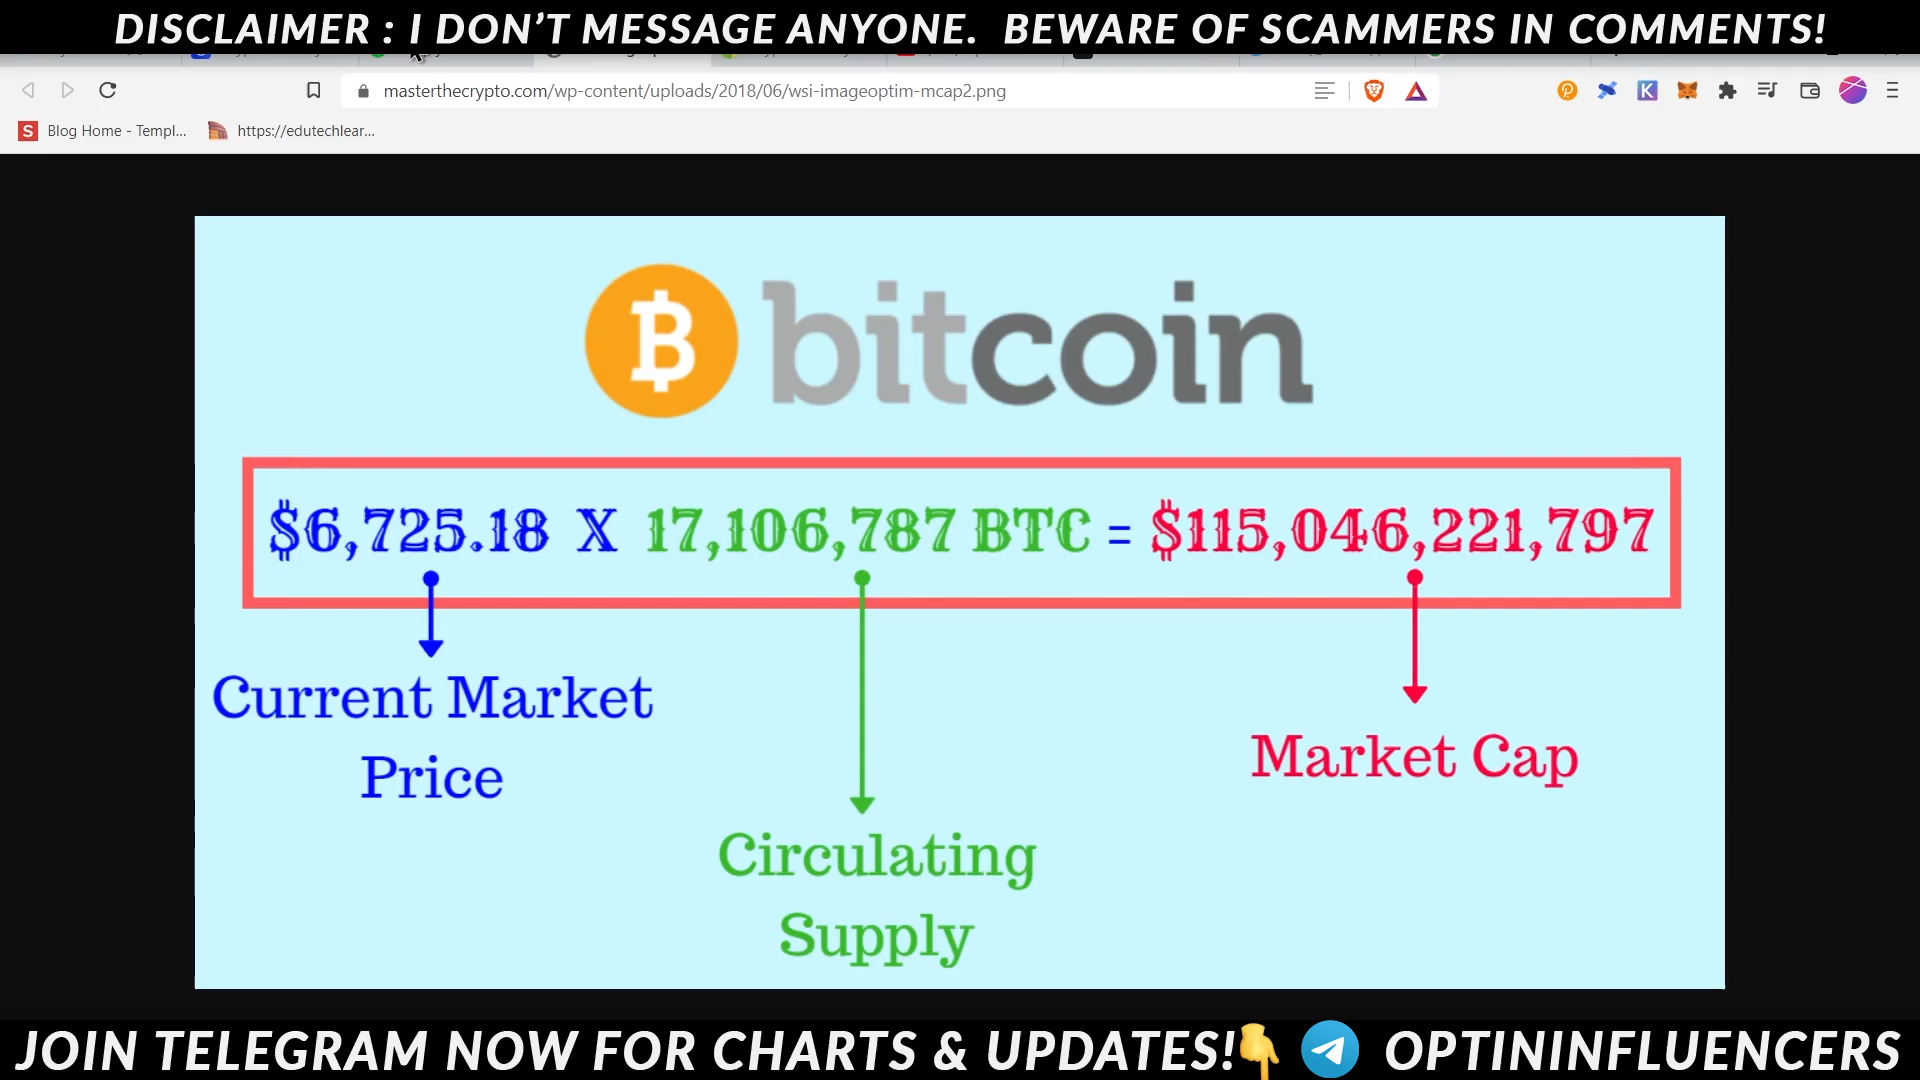 DISCLAIMER : I DON’T MESSAGE ANYONE. BEWARE OF SCAMMERS IN COMMENTS!
masterthecrypto.com/wp-content/uploads/2018/06/wsi-imageoptim-mcap2.png
Blog Home - Templ... https://edutechlear...
bitcoin
$6,725.18 X 17,106,787 BTC = $115,046,221,797
Current Market
Price
Market Cap
Circulating
Supply
JOIN TELEGRAM NOW FOR CHARTS & UPDATES!👇 OPTININFLUENCERS